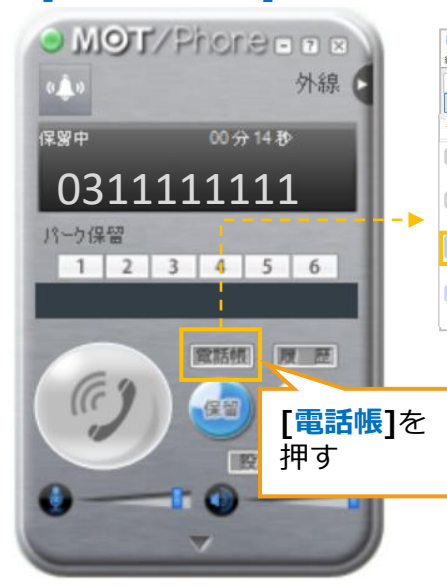 MOT/Phone
外線
保留中 00分14秒
0311111111
パーク保留
1 2 3 4 5 6
電話帳 履 歴
保留
[電話帳]を
押す